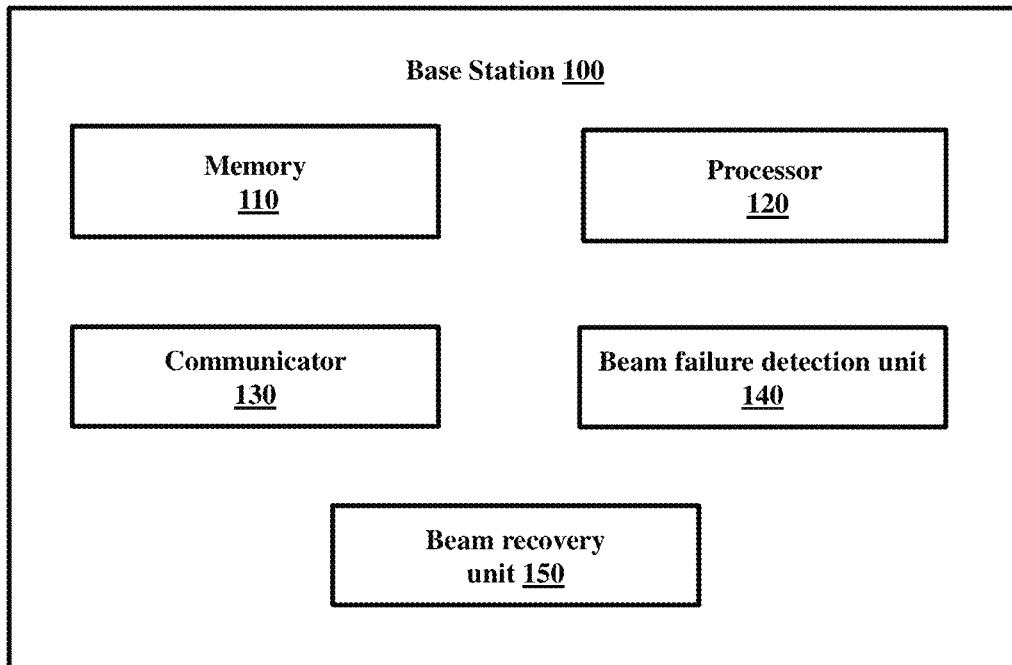 Base Station 100
Memory
110
Processor
120
Communicator
130
Beam failure detection unit
140
Beam recovery
unit 150